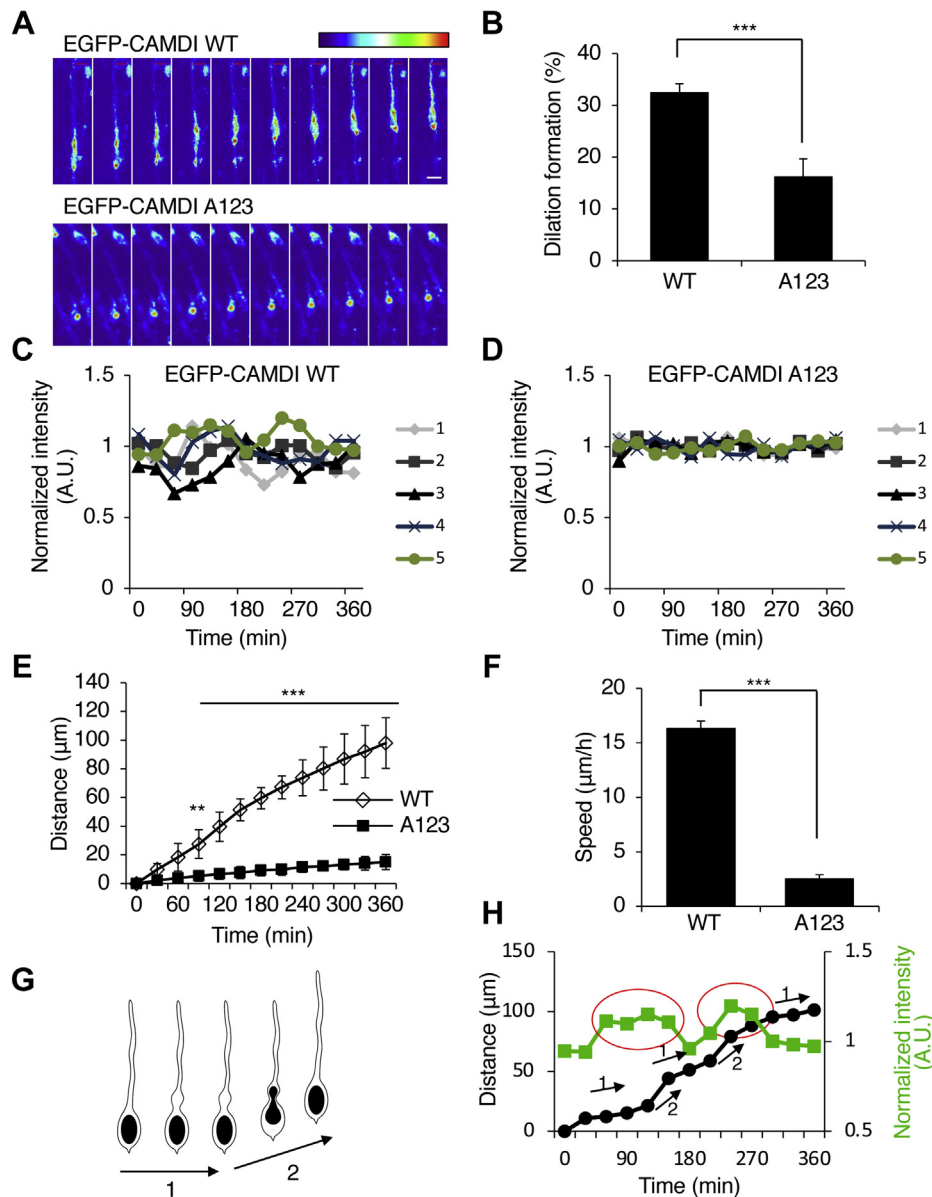 A
EGFP-CAMDI WT
EGFP-CAMDI A123
B
***
Dilation formation (%)
40
30
20
10
0
WT
A123
C
EGFP-CAMDI WT
Normalized intensity
(A.U.)
1.5
1
0.5
0
0
90
180
270
360
Time (min)
1
2
3
4
5
D
EGFP-CAMDI A123
Normalized intensity
(A.U.)
1.5
1
0.5
0
0
90
180
270
360
Time (min)
1
2
3
4
5
E
***
**
Distance (µm)
140
120
100
80
60
40
20
0
WT
A123
0
60
120
180
240
300
360
Time (min)
F
***
Speed (µm/h)
20
15
10
5
0
WT
A123
G
1
2
H
Distance (µm)
150
100
50
0
1
1
2
2
1
1.5
1
0.5
Normalized intensity
(A.U.)
0
90
180
270
360
Time (min)